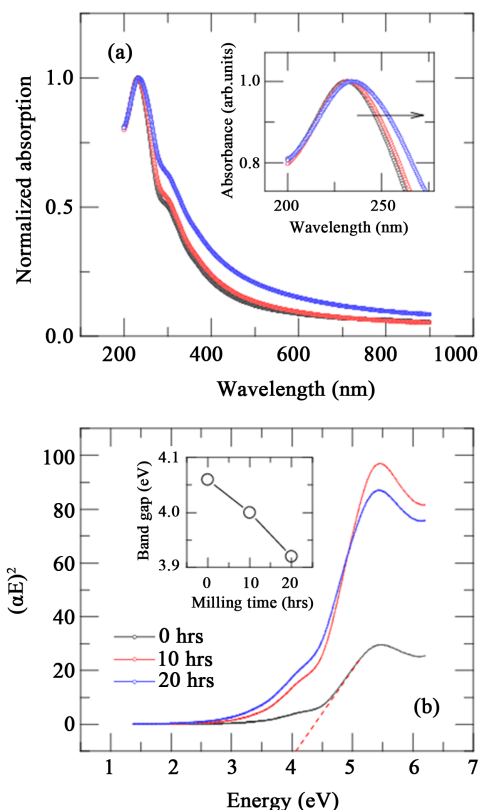 (a)
1.0
0.5
0.0
Normalized absorption
200 400 600 800 1000
Wavelength (nm)
1.0
0.8
Absorbance (arb.units)
200 250
Wavelength (nm)
100
80
60
40
20
0
(αE)²
4.1
4.0
3.9
Band gap (eV)
0 10 20
Milling time (hrs)
0 hrs
10 hrs
20 hrs
(b)
1 2 3 4 5 6 7
Energy (eV)